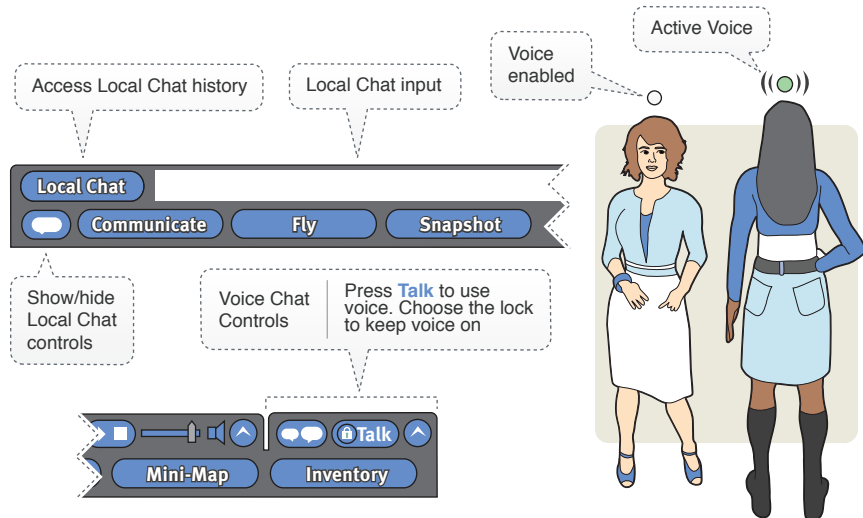 Access Local Chat history
Local Chat input
Voice
enabled
Active Voice
Local Chat
Communicate
Fly
Snapshot
Show/hide
Local Chat
controls
Voice Chat
Controls
Press Talk to use
voice. Choose the lock
to keep voice on
Talk
Mini-Map
Inventory